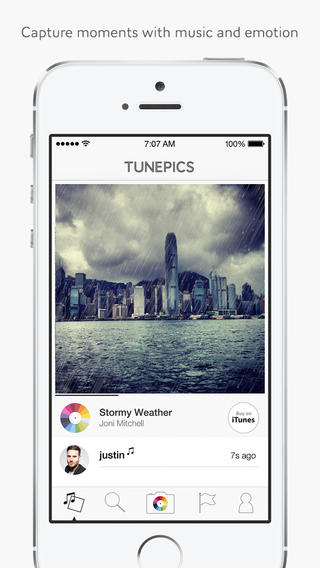 Capture moments with music and emotion
7:07 AM
100%
TUNEPICS
Stormy Weather
Joni Mitchell
Buy on
iTunes
justin
7s ago